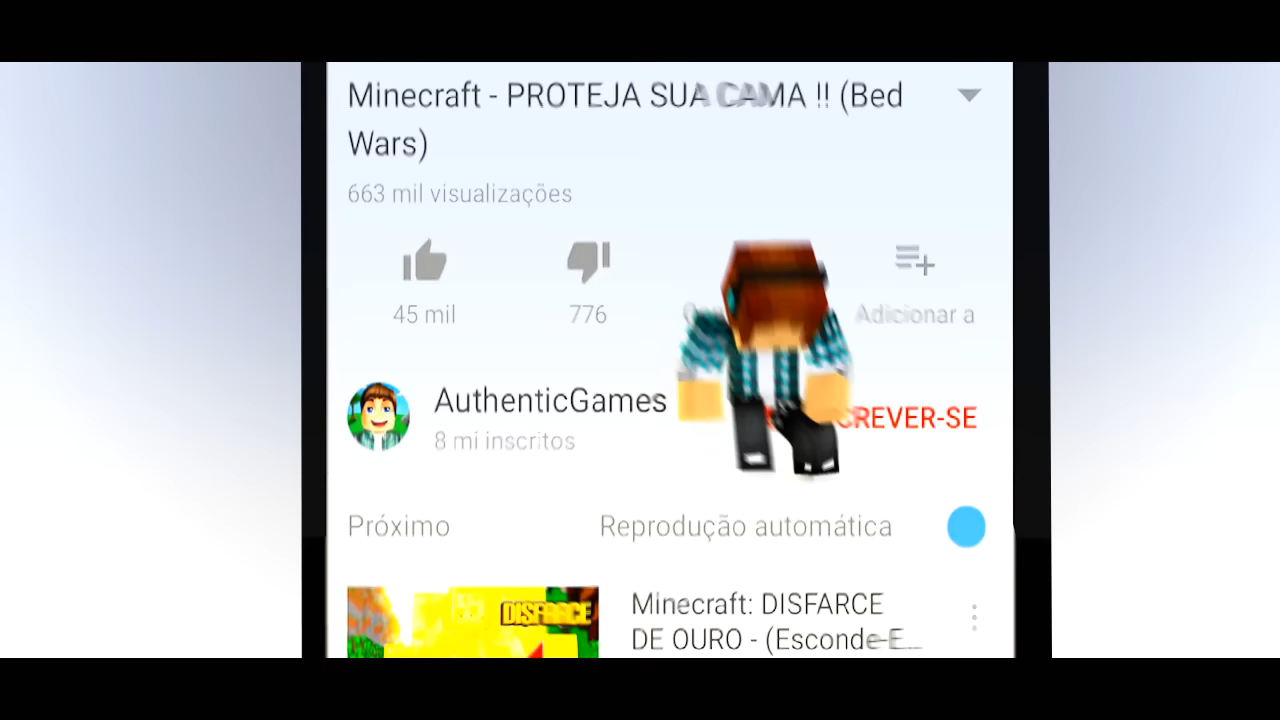 Minecraft - PROTEJA SUA CAMA !! (Bed
Wars)
663 mil visualizações
45 mil
776
Adicionar a
AuthenticGames
8 mi inscritos
CREVER-SE
Próximo
Reprodução automática
DISFARCE
Minecraft: DISFARCE
DE OURO - (Esconde-E...